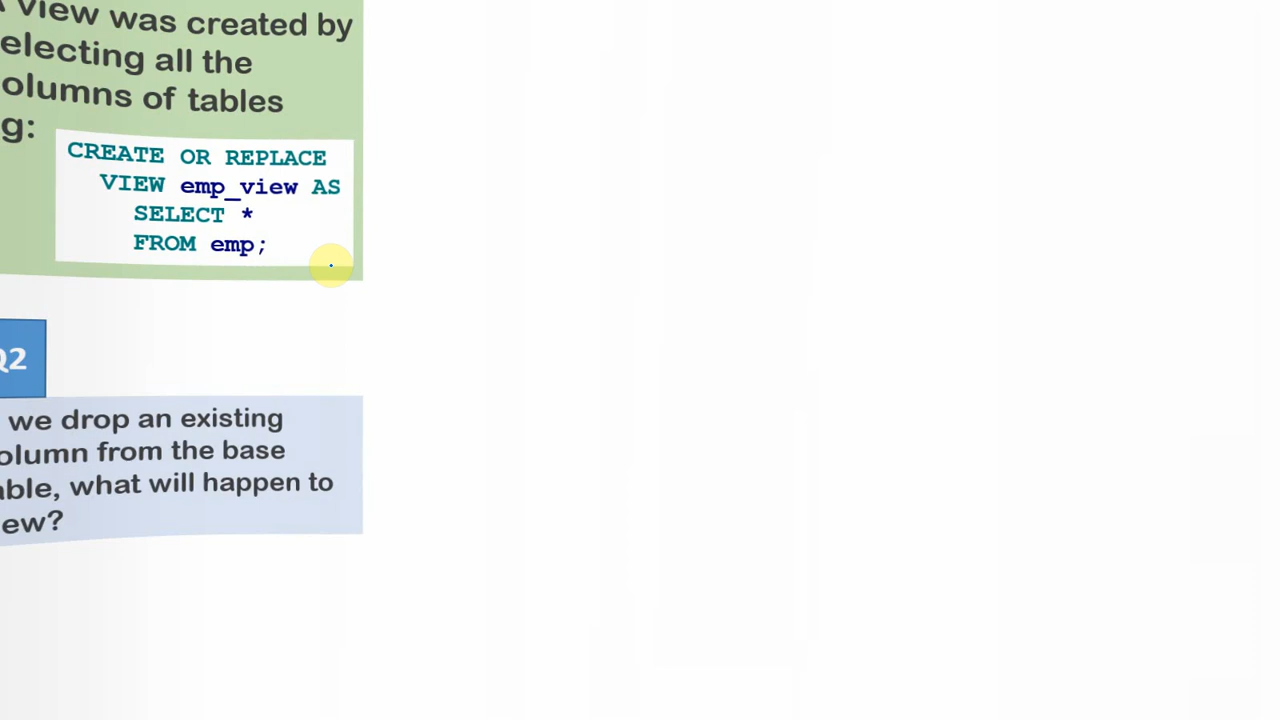 view was created by
electing all the
olumns of tables
g:
CREATE OR REPLACE
VIEW emp_view AS
SELECT *
FROM emp;
Q2
we drop an existing
olumn from the base
able, what will happen to
ew?